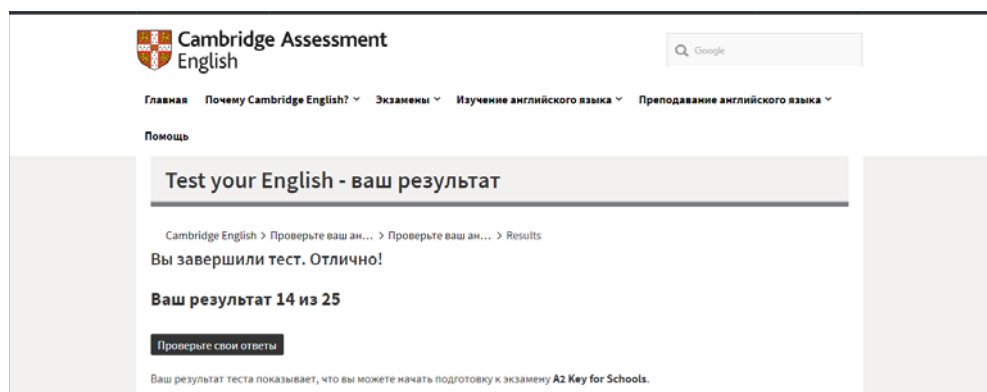 Cambridge Assessment
English
Google
Главная Почему Cambridge English? Экзамены Изучение английского языка Преподавание английского языка
Помощь
Test your English - ваш результат
Cambridge English > Проверьте ваш ан... > Проверьте ваш ан... > Results
Вы завершили тест. Отлично!
Ваш результат 14 из 25
Проверьте свои ответы
Ваш результат теста показывает, что вы можете начать подготовку к экзамену A2 Key for Schools.